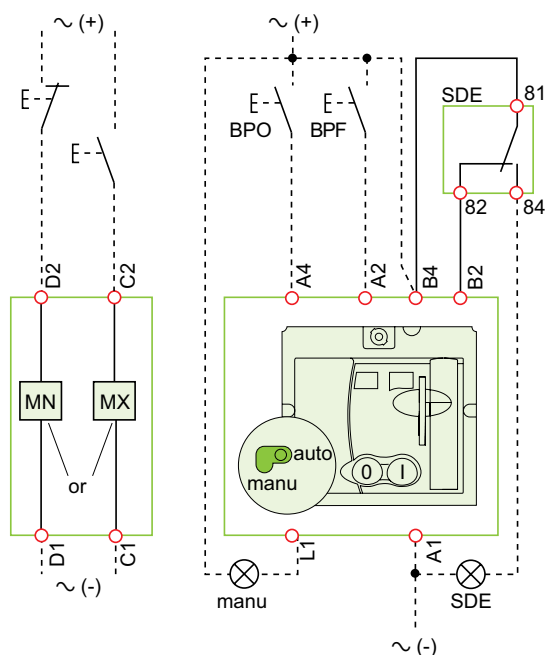 ~ (+)
~ (+)
SDE
81
BPO
BPF
82
84
D2
C2
A4
A2
B4
B2
MN
MX
or
auto
manu
0
I
D1
C1
L1
A1
~ (-)
manu
SDE
~ (-)